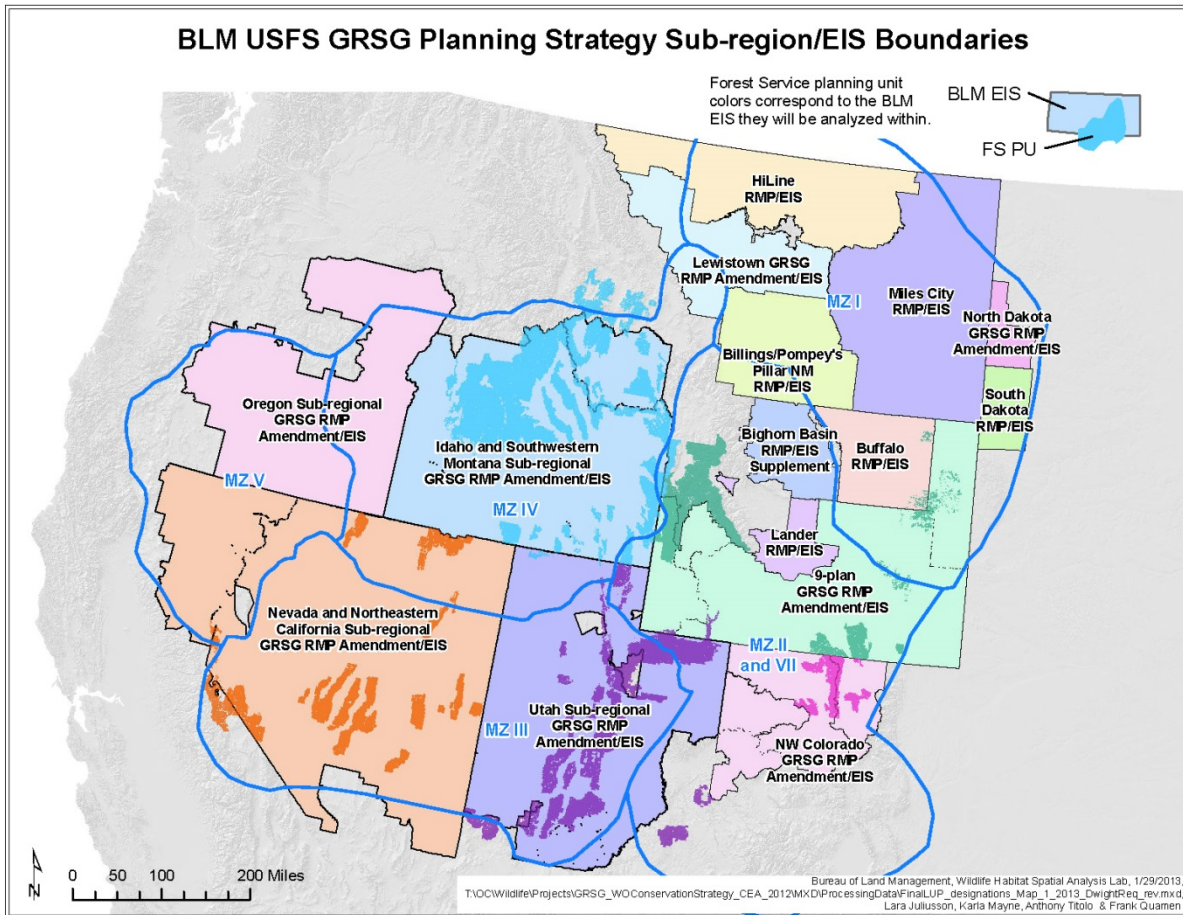 BLM USFS GRSG Planning Strategy Sub-region/EIS Boundaries
Forest Service planning unit
colors correspond to the BLM
EIS they will be analyzed within.
BLM EIS
FS PU
HiLine
RMP/EIS
Lewistown GRSG
RMP Amendment/EIS
MZ I
Miles City
RMP/EIS
North Dakota
GRSG RMP
Amendment/EIS
Billings/Pompey's
Pillar NM
RMP/EIS
South
Dakota
RMP/EIS
Oregon Sub-regional
GRSG RMP
Amendment/EIS
Idaho and Southwestern
Montana Sub-regional
GRSG RMP Amendment/EIS
Bighorn Basin
RMP/EIS
Supplement
Buffalo
RMP/EIS
MZ V
MZ IV
Lander
RMP/EIS
9-plan
GRSG RMP
Amendment/EIS
Nevada and Northeastern
California Sub-regional
GRSG RMP Amendment/EIS
MZ II
and VII
Utah Sub-regional
GRSG RMP
Amendment/EIS
MZ III
NW Colorado
GRSG RMP
Amendment/EIS
N
0 50 100 200 Miles
Bureau of Land Management, Wildlife Habitat Spatial Analysis Lab, 1/29/2013,
T:\OC\Wildlife\Projects\GRSG_WOConservationStrategy_CEA_2012\MXD\ProcessingData\FinalLUP_designations_Map_1_2013_DwightReq_rev.mxd,
Lara Juliusson, Karla Mayne, Anthony Titolo & Frank Quamen